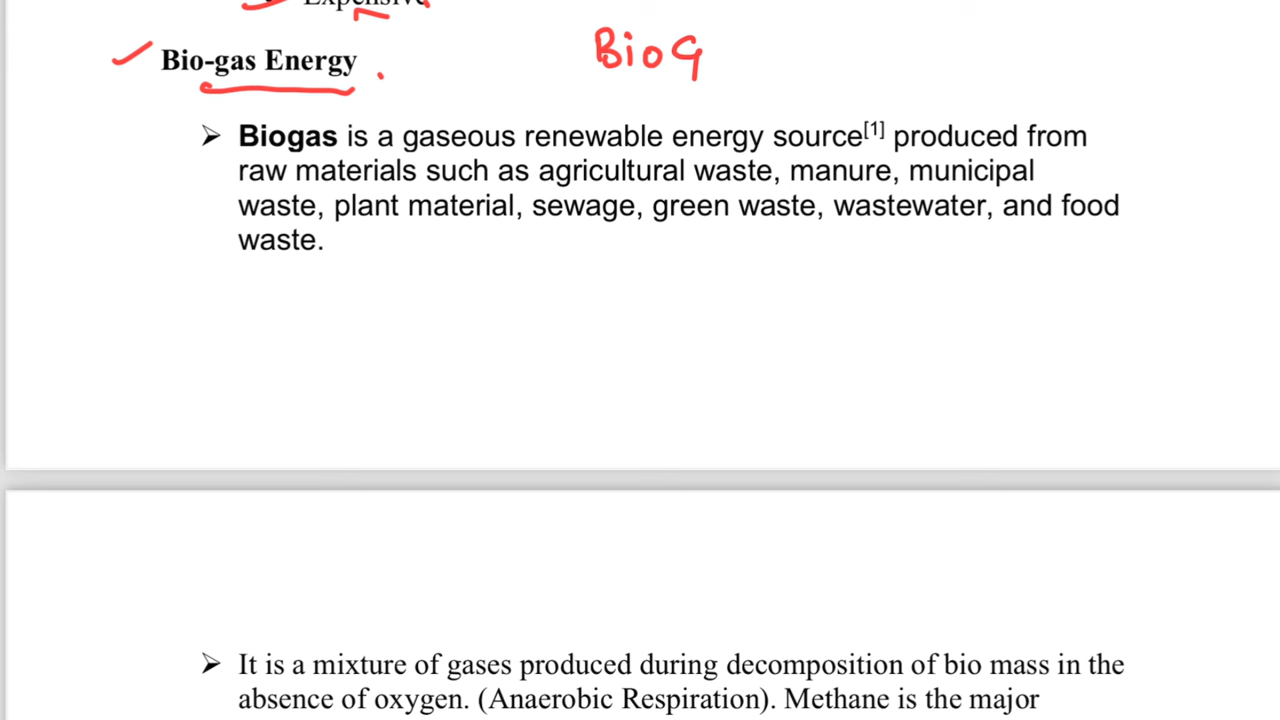 Expensive
Bio-gas Energy
BioG
➢ Biogas is a gaseous renewable energy source[1] produced from
raw materials such as agricultural waste, manure, municipal
waste, plant material, sewage, green waste, wastewater, and food
waste.
➢ It is a mixture of gases produced during decomposition of bio mass in the
absence of oxygen. (Anaerobic Respiration). Methane is the major